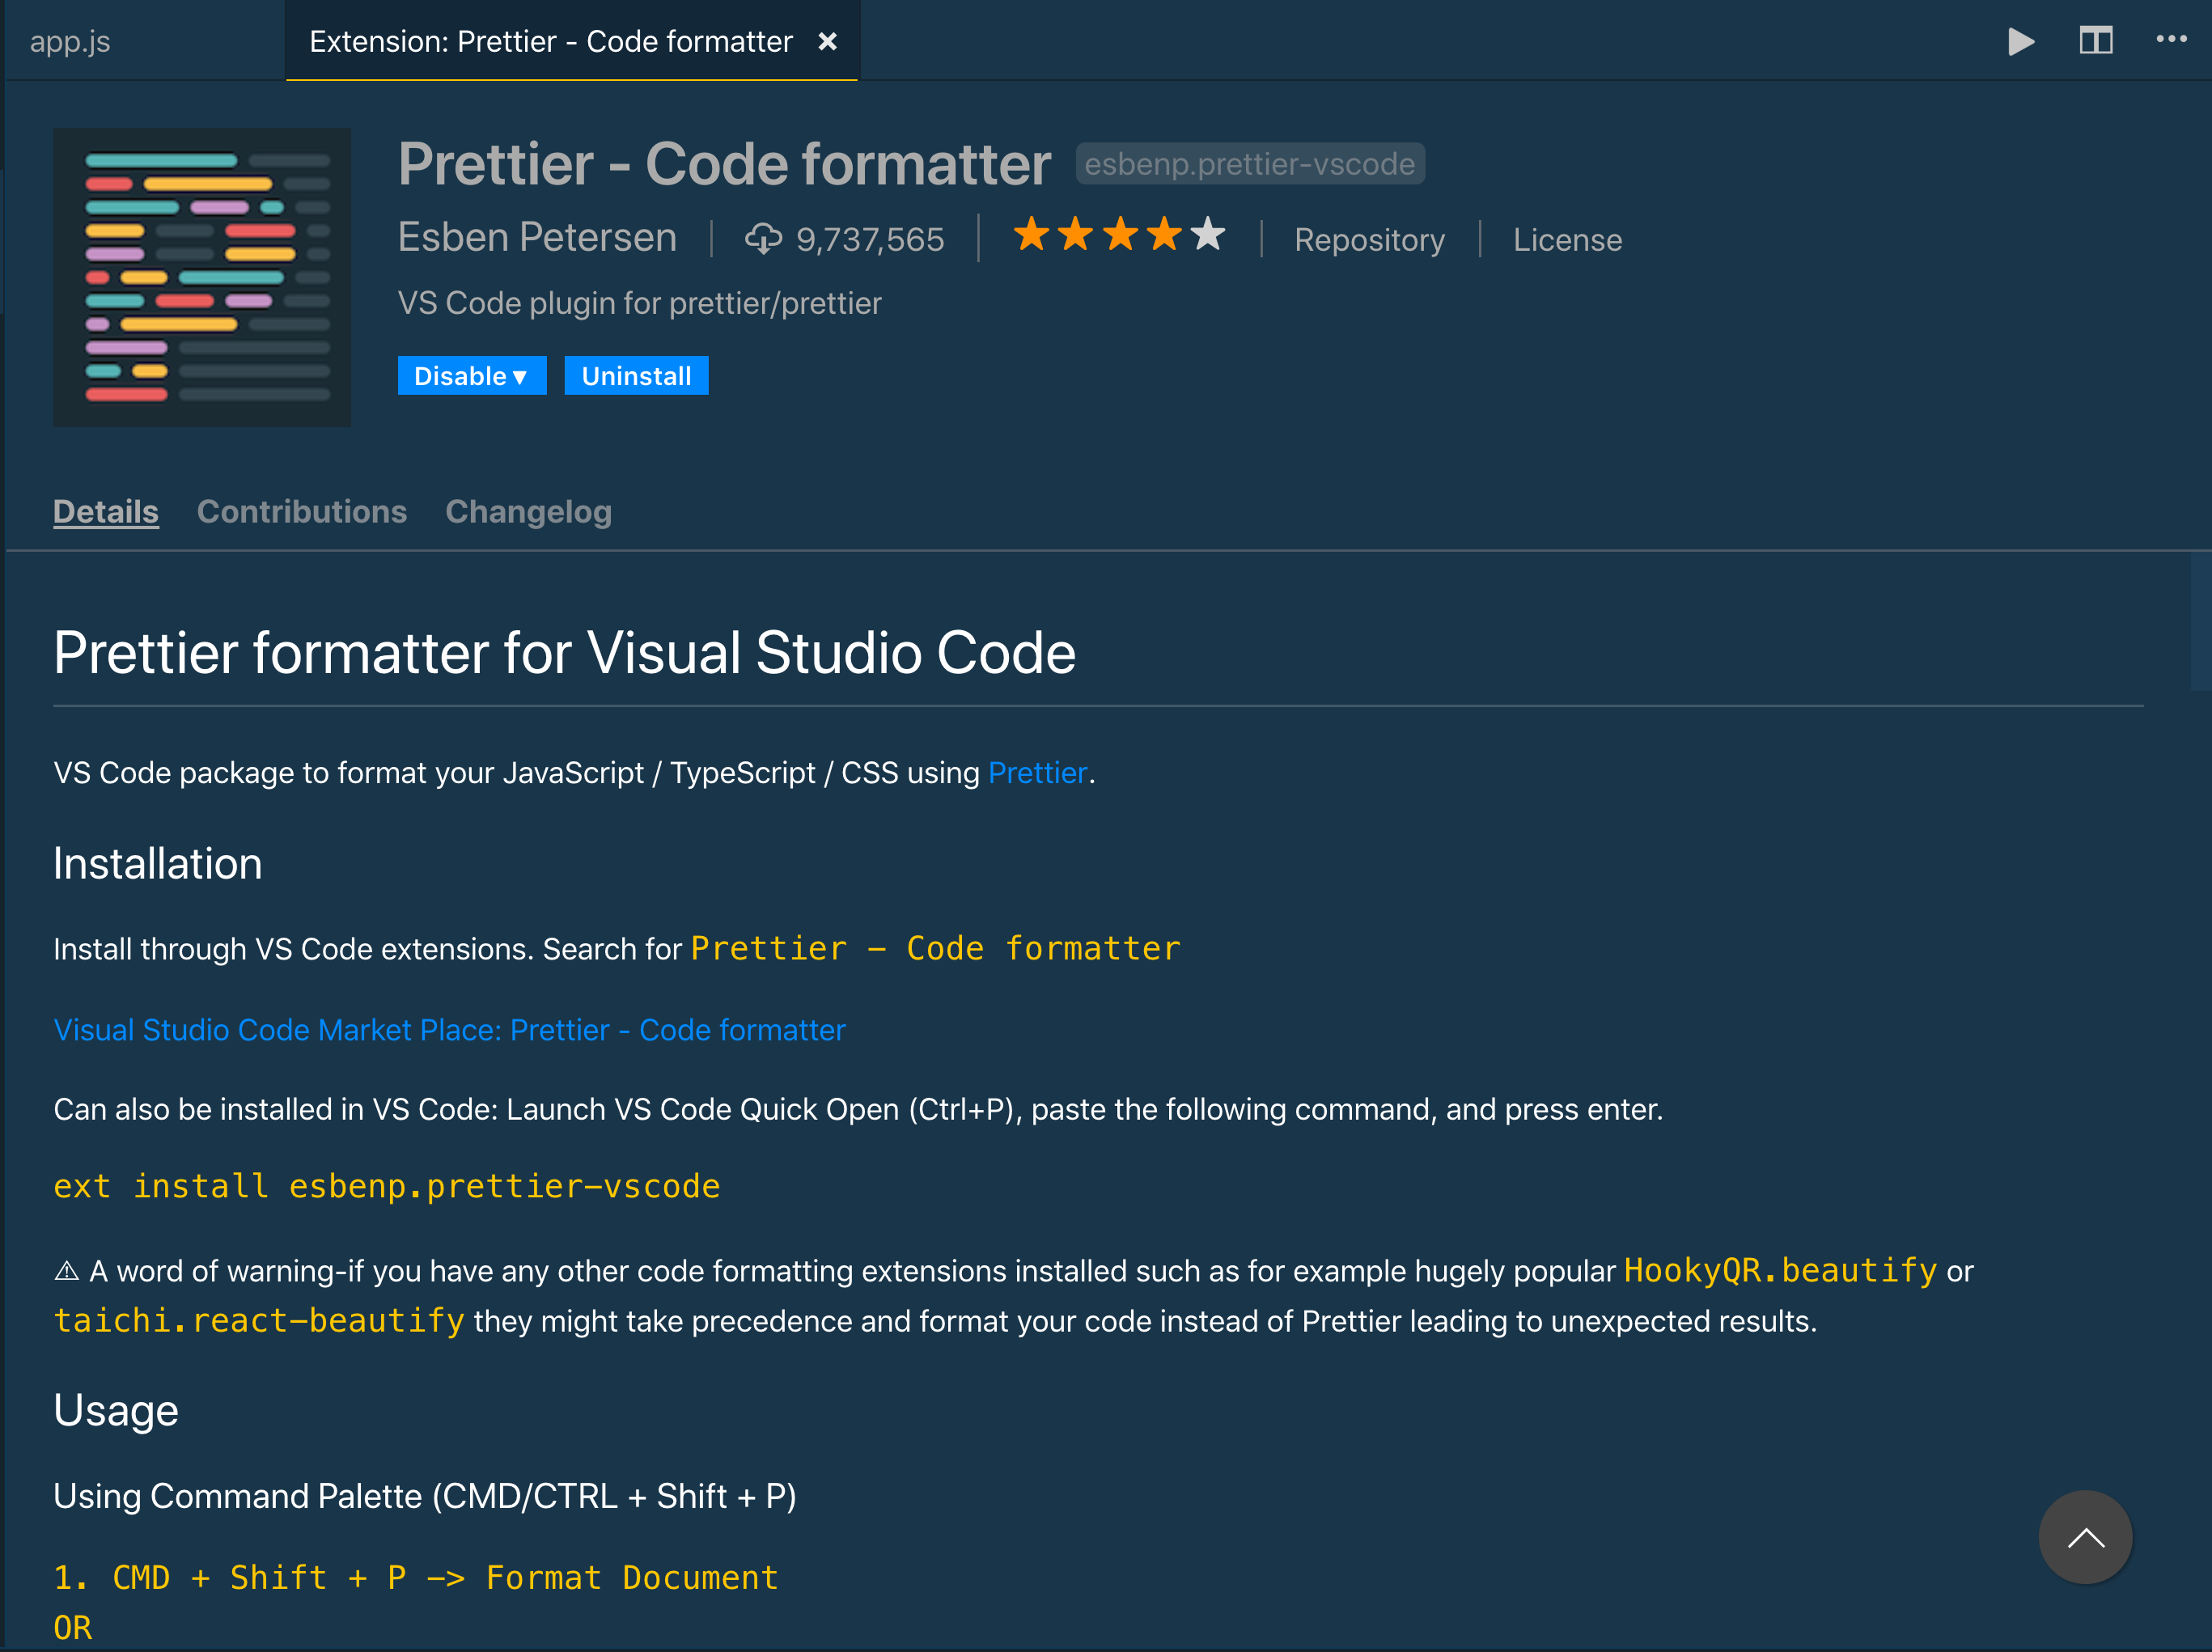 app.js
Extension: Prettier - Code formatter
Prettier - Code formatter esbenp.prettier-vscode
Esben Petersen | 9,737,565 | Repository | License
VS Code plugin for prettier/prettier
Disable▼ Uninstall
Details Contributions Changelog
Prettier formatter for Visual Studio Code
VS Code package to format your JavaScript / TypeScript / CSS using Prettier.
Installation
Install through VS Code extensions. Search for Prettier - Code formatter
Visual Studio Code Market Place: Prettier - Code formatter
Can also be installed in VS Code: Launch VS Code Quick Open (Ctrl+P), paste the following command, and press enter.
ext install esbenp.prettier-vscode
⚠ A word of warning-if you have any other code formatting extensions installed such as for example hugely popular HookyQR.beautify or
taichi.react-beautify they might take precedence and format your code instead of Prettier leading to unexpected results.
Usage
Using Command Palette (CMD/CTRL + Shift + P)
1. CMD + Shift + P -> Format Document
OR